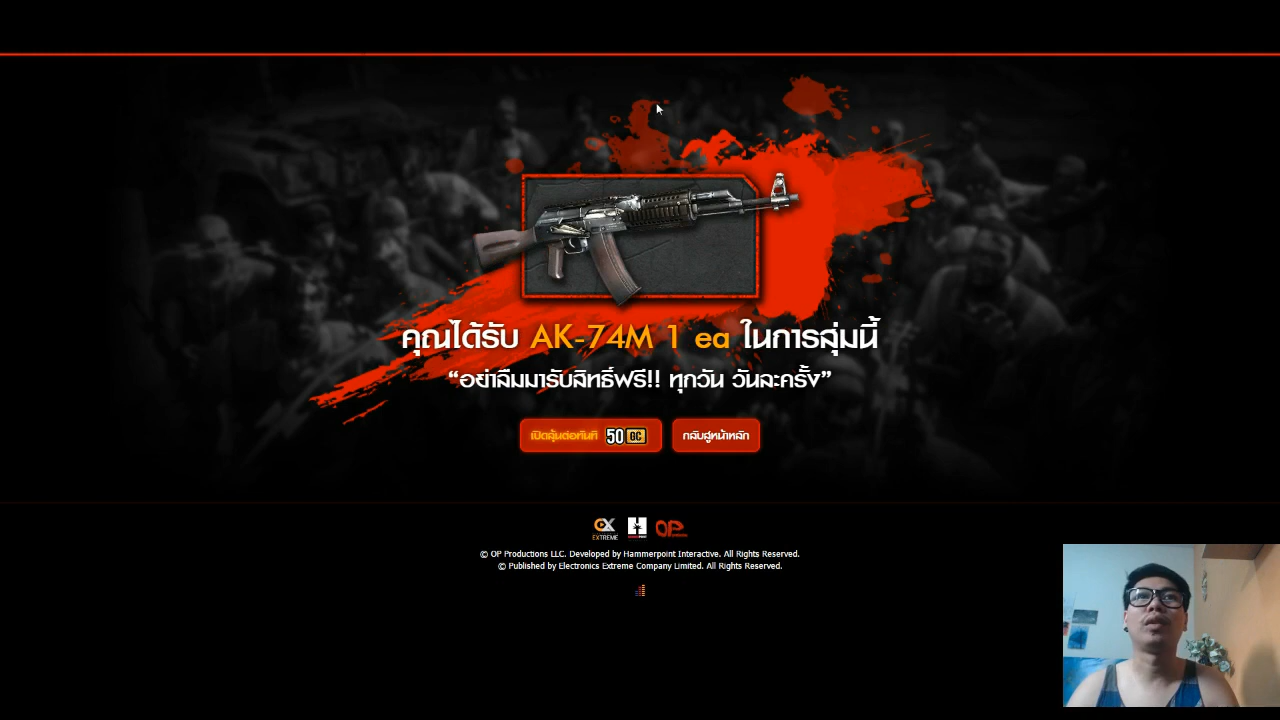 คุณได้รับ AK-74M 1 ea ในการสุ่มนี้
“อย่าลืมมารับสิทธิ์ฟรี!! ทุกวัน วันละครั้ง”
เปิดลุ้นต่อทันที 50 GC
กลับสู่หน้าหลัก
EXTREME
OP
© OP Productions LLC. Developed by Hammerpoint Interactive. All Rights Reserved.
© Published by Electronics Extreme Company Limited. All Rights Reserved.